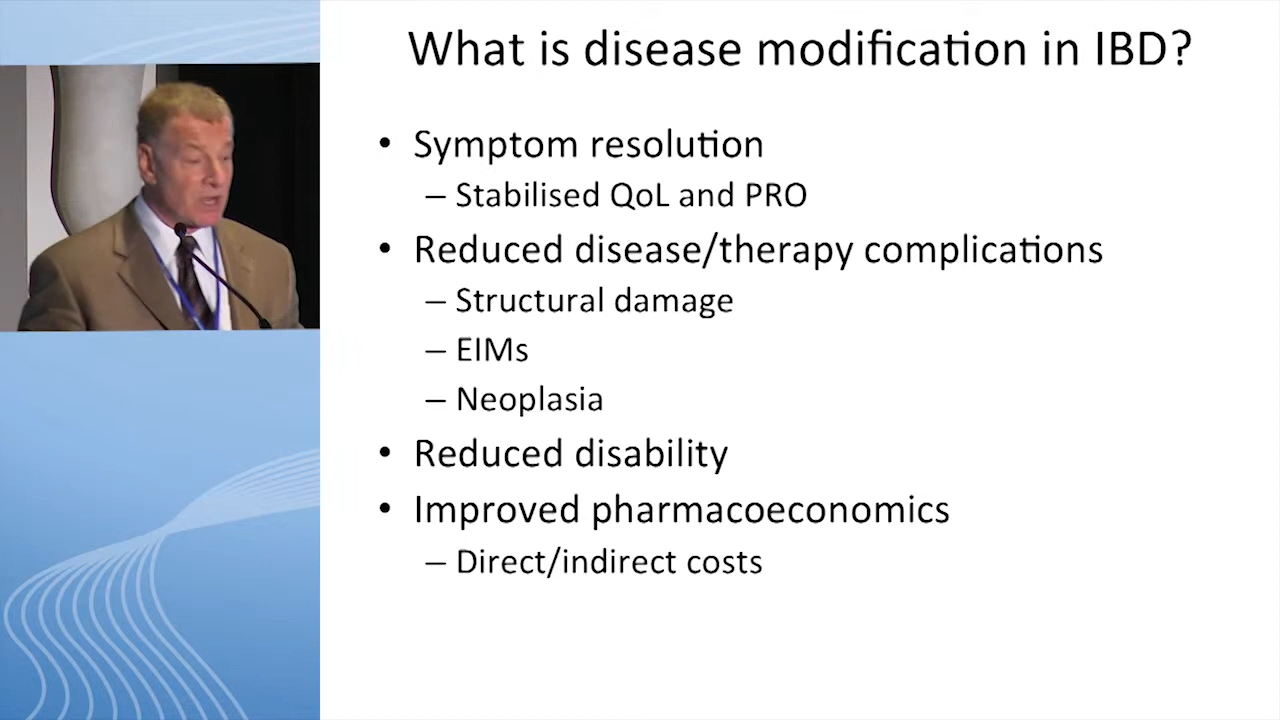 What is disease modification in IBD?
• Symptom resolution
– Stabilised QoL and PRO
• Reduced disease/therapy complications
– Structural damage
– EIMs
– Neoplasia
• Reduced disability
• Improved pharmacoeconomics
– Direct/indirect costs